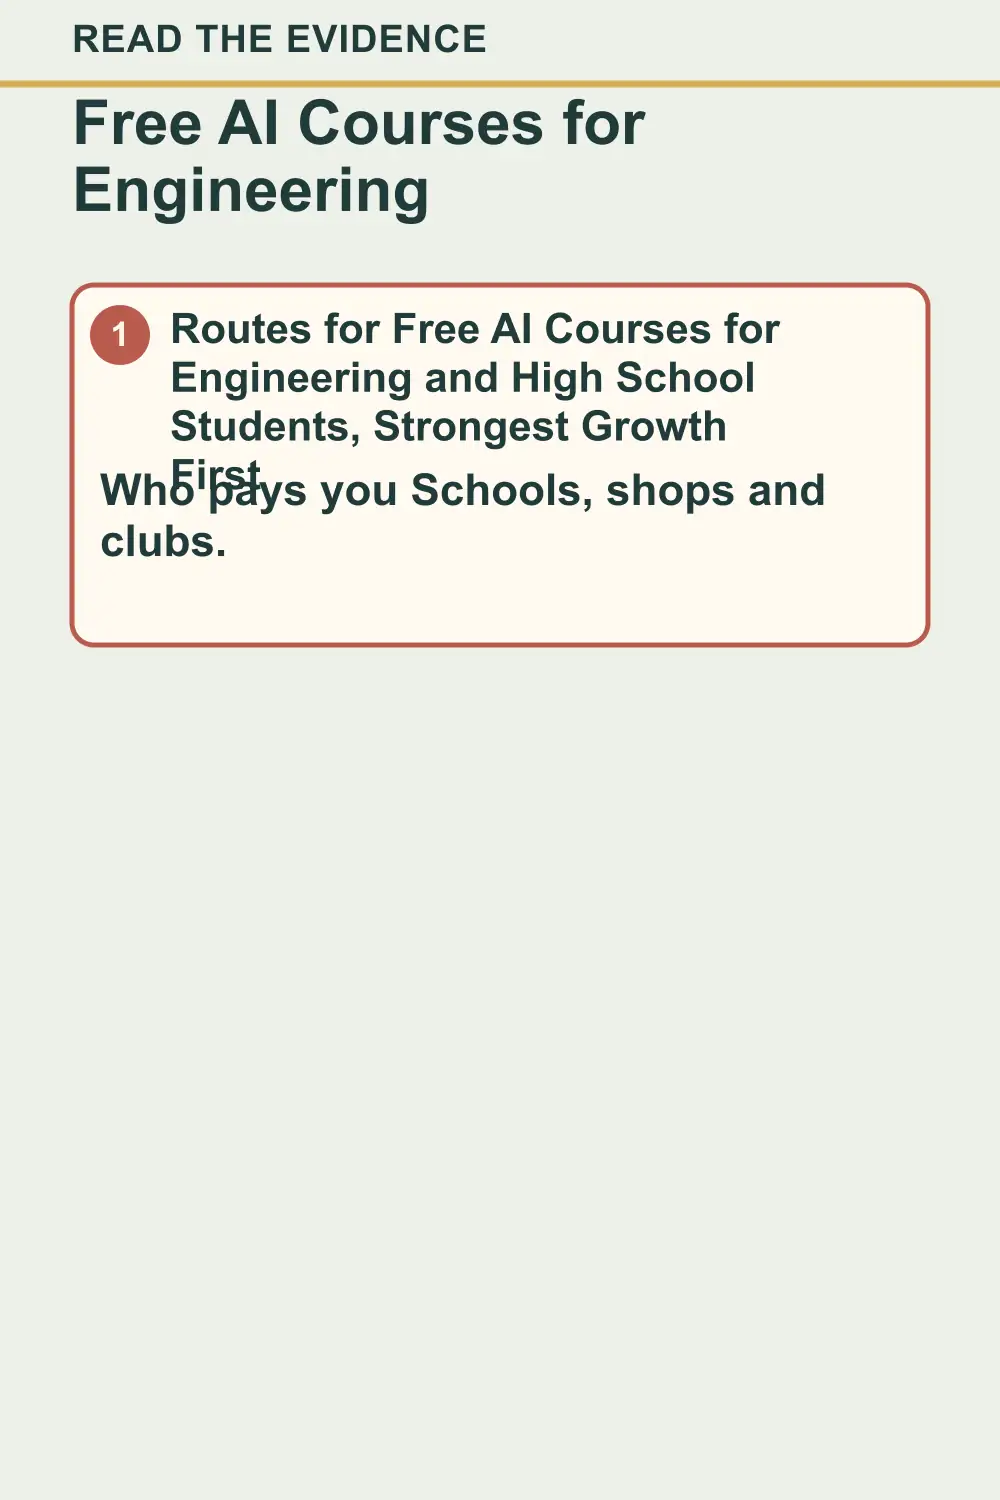 READ THE EVIDENCE
Free AI Courses for
Engineering
1
Routes for Free AI Courses for
Engineering and High School
Students, Strongest Growth
First
Who pays you Schools, shops and
clubs.